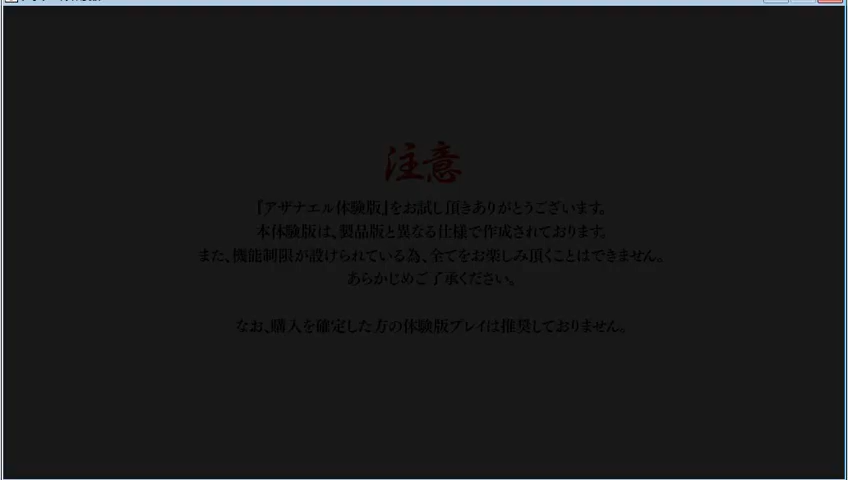 注意
『アザナエル体験版』をお試し頂きありがとうございます。
本体験版は、製品版と異なる仕様で作成されております。
また、機能制限が設けられている為、全てをお楽しみ頂くことはできません。
あらかじめご了承ください。
なお、購入を確定した方の体験版プレイは推奨しておりません。